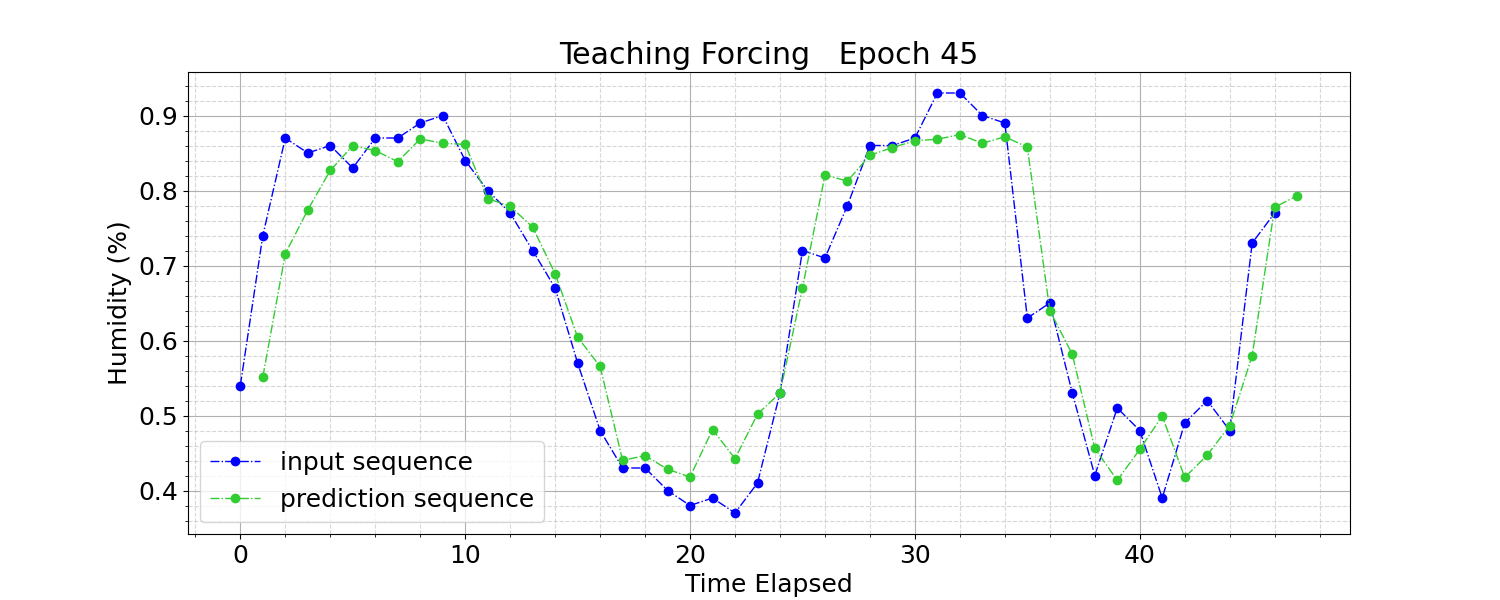 Teaching Forcing   Epoch 45
Humidity (%)
0.9
0.8
0.7
0.6
0.5
0.4
input sequence
prediction sequence
0 10 20 30 40
Time Elapsed